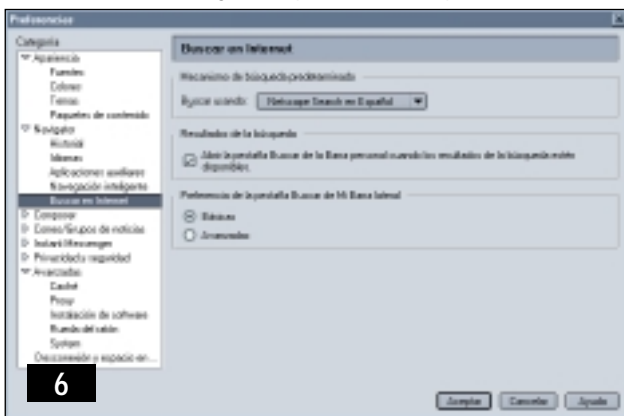 Preferencias
Categoría
Apariencia
Fuentes
Colores
Temas
Paquetes de contenido
Navigator
Historial
Idiomas
Aplicaciones auxiliares
Navegación inteligente
Buscar en Internet
Composer
Correo/Grupos de noticias
Instant Messenger
Privacidad y seguridad
Avanzadas
Caché
Proxy
Instalación de software
Rueda del ratón
System
Desconexión y espacio en...
Buscar en Internet
Mecanismo de búsqueda predeterminado
Buscar usando: Netscape Search en Español
Resultados de la búsqueda
Abrir la pestaña Buscar de la Barra personal cuando los resultados de la búsqueda estén
disponibles.
Preferencia de la pestaña Buscar de Mi Barra lateral
Básicas
Avanzadas
Aceptar Cancelar Ayuda
6